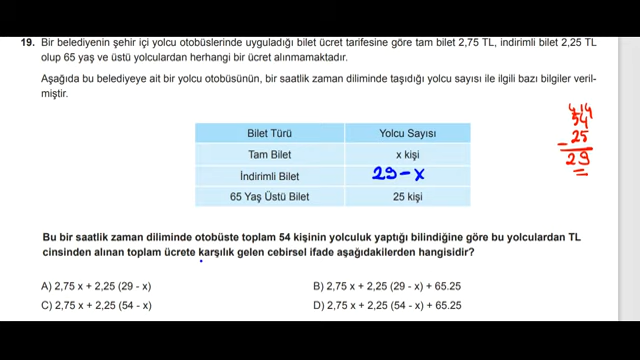 19. Bir belediyenin şehir içi yolcu otobüslerinde uyguladığı bilet ücret tarifesine göre tam bilet 2,75 TL, indirimli bilet 2,25 TL
olup 65 yaş ve üstü yolculardan herhangi bir ücret alınmamaktadır.
Aşağıda bu belediyeye ait bir yolcu otobüsünün, bir saatlik zaman diliminde taşıdığı yolcu sayısı ile ilgili bazı bilgiler veril-
miştir.
4 14
54
- 25
29
Bilet Türü Yolcu Sayısı
Tam Bilet x kişi
İndirimli Bilet 29 - x
65 Yaş Üstü Bilet 25 kişi
Bu bir saatlik zaman diliminde otobüste toplam 54 kişinin yolculuk yaptığı bilindiğine göre bu yolculardan TL
cinsinden alınan toplam ücrete karşılık gelen cebirsel ifade aşağıdakilerden hangisidir?
A) 2,75 x + 2,25 (29 - x) B) 2,75 x + 2,25 (29 - x) + 65.25
C) 2,75 x + 2,25 (54 - x) D) 2,75 x + 2,25 (54 - x) + 65.25